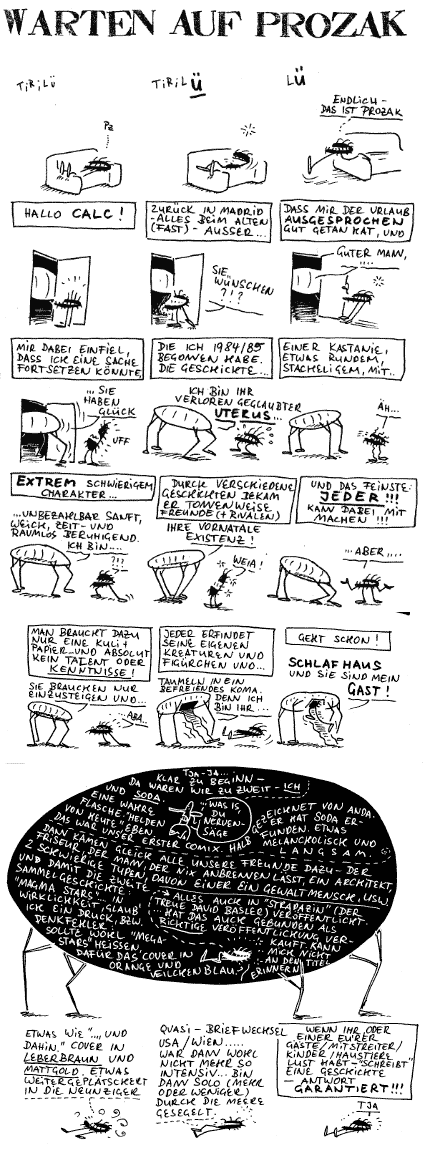 WARTEN AUF PROZAK
TiRiLÜ
TiRiLÜ
LÜ
ENDLICH-
DAS IST PROZAK
HALLO CALC!
ZURÜCK IN MADRID
-ALLES BEIM ALTEN
(FAST)- AUSSER...
DASS MIR DER URLAUB
AUSGESPROCHEN
GUT GETAN HAT, UND
SIE
WÜNSCHEN
?!?
GUTER MANN,
....
MIR DABEI EINFIEL,
DASS ICH EINE SACHE
FORTSETZEN KÖNNTE,
DIE ICH 1984/85
BEGONNEN HABE.
DIE GESCHICHTE...
EINER KASTANIE,
ETWAS RUNDEM,
STACHELIGEM, MIT..
...SIE
HABEN
GLÜCK
UFF
ICH BIN IHR
VERLOREN GEGLAUBTER
UTERUS...
ÄH...
EXTREM SCHWIERIGEM
CHARAKTER...
DURCH VERSCHIEDENE
GESCHICHTEN BEKAM
ER TONNENWEISE
FREUNDE (+ RIVALEN)
UND DAS FEINSTE:
JEDER!!!
KANN DABEI MIT
MACHEN!!!
...UNBEZAHLBAR SANFT,
WEICH, ZEIT- UND
RAUMLOS BERUHIGEND.
ICH BIN....
?!!
IHRE VORNATALE
EXISTENZ!
WEIA!
...ABER....
MAN BRAUCHT DAZU
NUR EINE KULI +
PAPIER - UND ABSOLUT
KEIN TALENT ODER
KENNTNISSE!
JEDER ERFINDET
SEINE EIGENEN
KREATUREN UND
FIGÜRCHEN UND...
GEHT SCHON!
SIE BRAUCHEN NUR
EINZUSTEIGEN UND...
ABA..
TAUMELN IN EIN
BEFREIENDES KOMA.
DENN ICH
BIN IHR...
SCHLAFHAUS
UND SIE SIND MEIN
GAST!
TJA-JA...
KLAR ZU BEGINN -
DA WAREN WIR ZU ZWEIT - ICH
UND SODA.
EINE WAHRE
FLASCHE. "HELDEN
VON HEUTE" EBEN
DAS WAR UNSER ERSTER COMIX. HALB
"WAS IS,
DU
NERVEN-
SÄGE
GEZEICHNET VON ANDA.
ER HAT SODA ER-
FUNDEN. ETWAS
MELANCHOLISCH UND
LANGSAM.
DANN KAMEN GLEICH ALLE UNSERE FREUNDE DAZU - DER
FRISEUR, DER MANN, DER NIX ANBRENNEN LÄSST, EIN ARCHITEKT,
2 SCHWIERIGE TYPEN, DAVON EINER EIN GEWALTMENSCH, USW.
UND DAMIT DIE ZWEITE
SAMMELGESCHICHTE:
"MAGMA STARS". IN
WIRKLICHKEIT, GLAUB'
ICH EIN DRUCK, BZW.
DENKFEHLER.
SOLLTE WOHL "MEGA-
STARS" HEISSEN.
DAFÜR DAS COVER IN
ORANGE UND
VEILCHENBLAU.
ALLES AUCH IN "STRAPAZIN" (DER
TREUE DAVID BASLER) VERÖFFENTLICHT.
HAT DAS AUCH GEBUNDEN ALS
RICHTIGE VERÖFFENTLICHUNG VER-
KAUFT. KANN
MICH NICHT
AN DEN TITEL
ERINNERN
ETWAS WIE "...UND
DAHIN" COVER IN
LEBERBRAUN UND
MATTGOLD. ETWAS
WEITERGEPLÄTSCHERT
IN DIE NEUNZIGER
QUASI - BRIEFWECHSEL
USA/WIEN.....
WAR DANN WOHL
NICHT MEHR SO
INTENSIV... BIN
DANN SOLO (MEHR
ODER WENIGER)
DURCH DIE MEERE
GESEGELT.
WENN IHR ODER
EINER EURER
GÄSTE/MITSTREITER/
KINDER/HAUSTIERE
LUST HABT - "SCHREIBT"
EINE GESCHICHTE
- ANTWORT
GARANTIERT!!!
TJA